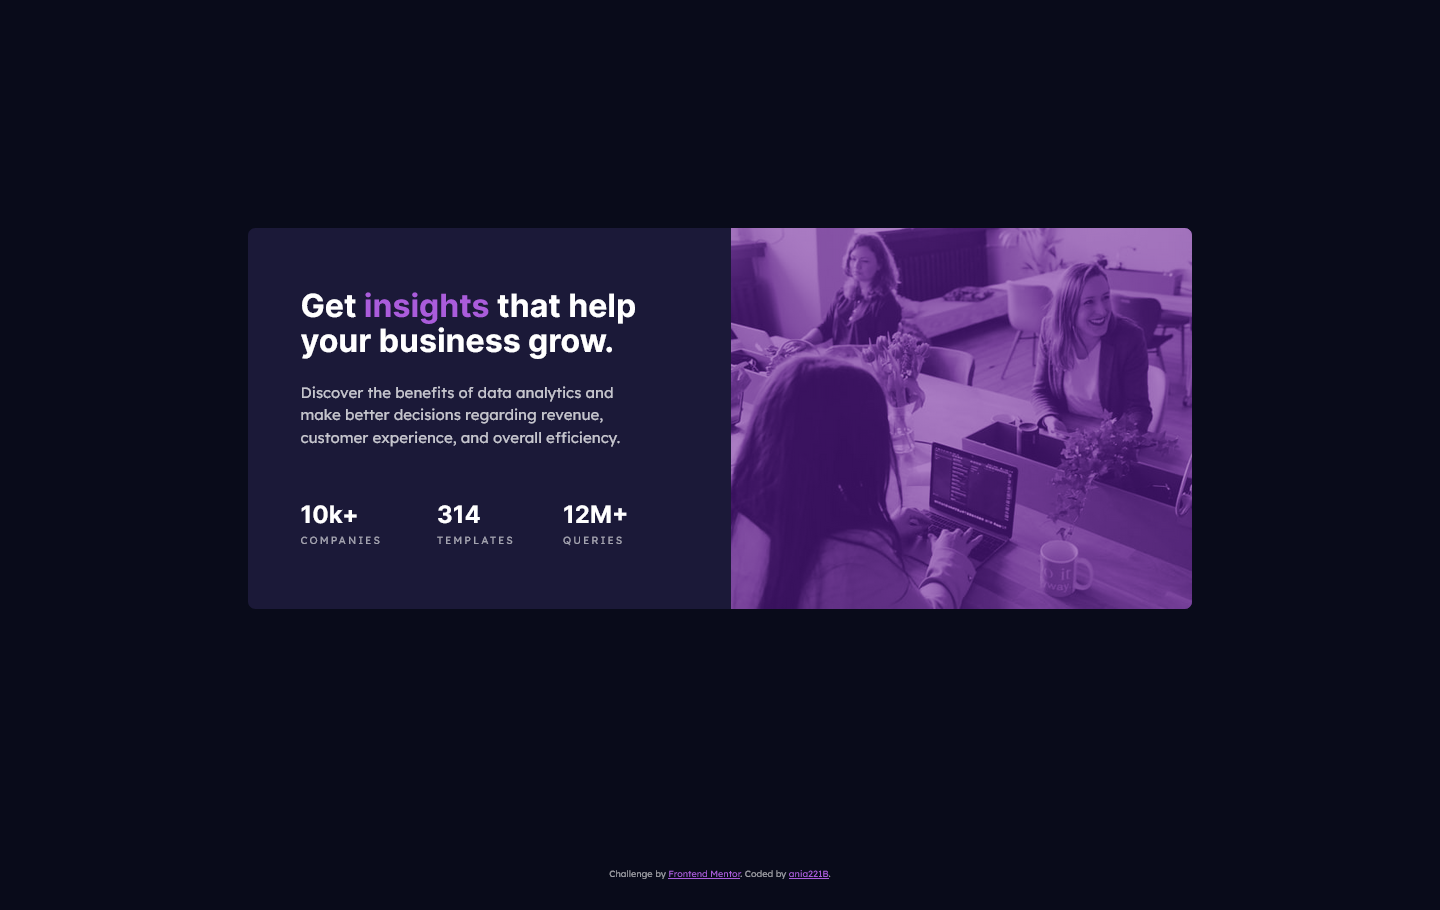 Get insights that help
your business grow.
Discover the benefits of data analytics and
make better decisions regarding revenue,
customer experience, and overall efficiency.
10k+ 314 12M+
COMPANIES TEMPLATES QUERIES
Challenge by Frontend Mentor. Coded by ania221B.